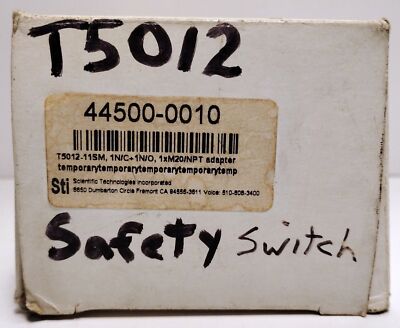 T5012
44500-0010
T5012-11SM, 1N/C+1N/O, 1xM20/NPT adapter
temporarytemporarytemporarytemporarytemp
Sti Scientific Technologies Incorporated
6550 Dumbarton Circle Fremont CA 94555-3611 Voice: 510-608-3400
Safety Switch